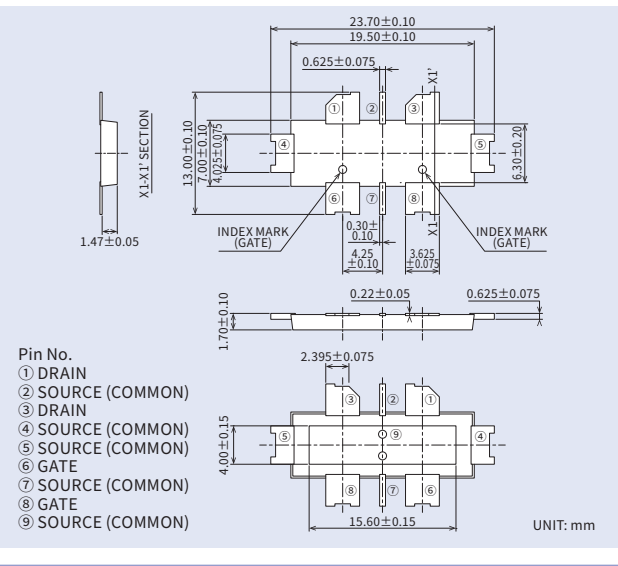 23.70±0.10
19.50±0.10
0.625±0.075
X1'
①
②
③
④
⑤
X1-X1' SECTION
13.00±0.10
7.00±0.10
4.025±0.075
6.30±0.20
⑥
⑦
⑧
X1
1.47±0.05
INDEX MARK
(GATE)
0.30±
0.10
4.25
±0.10
3.625
±0.075
INDEX MARK
(GATE)
1.70±0.10
0.22±0.05
0.625±0.075
2.395±0.075
③
②
①
⑤
⑨
④
4.00±0.15
⑧
⑦
⑥
15.60±0.15
Pin No.
① DRAIN
② SOURCE (COMMON)
③ DRAIN
④ SOURCE (COMMON)
⑤ SOURCE (COMMON)
⑥ GATE
⑦ SOURCE (COMMON)
⑧ GATE
⑨ SOURCE (COMMON)
UNIT: mm